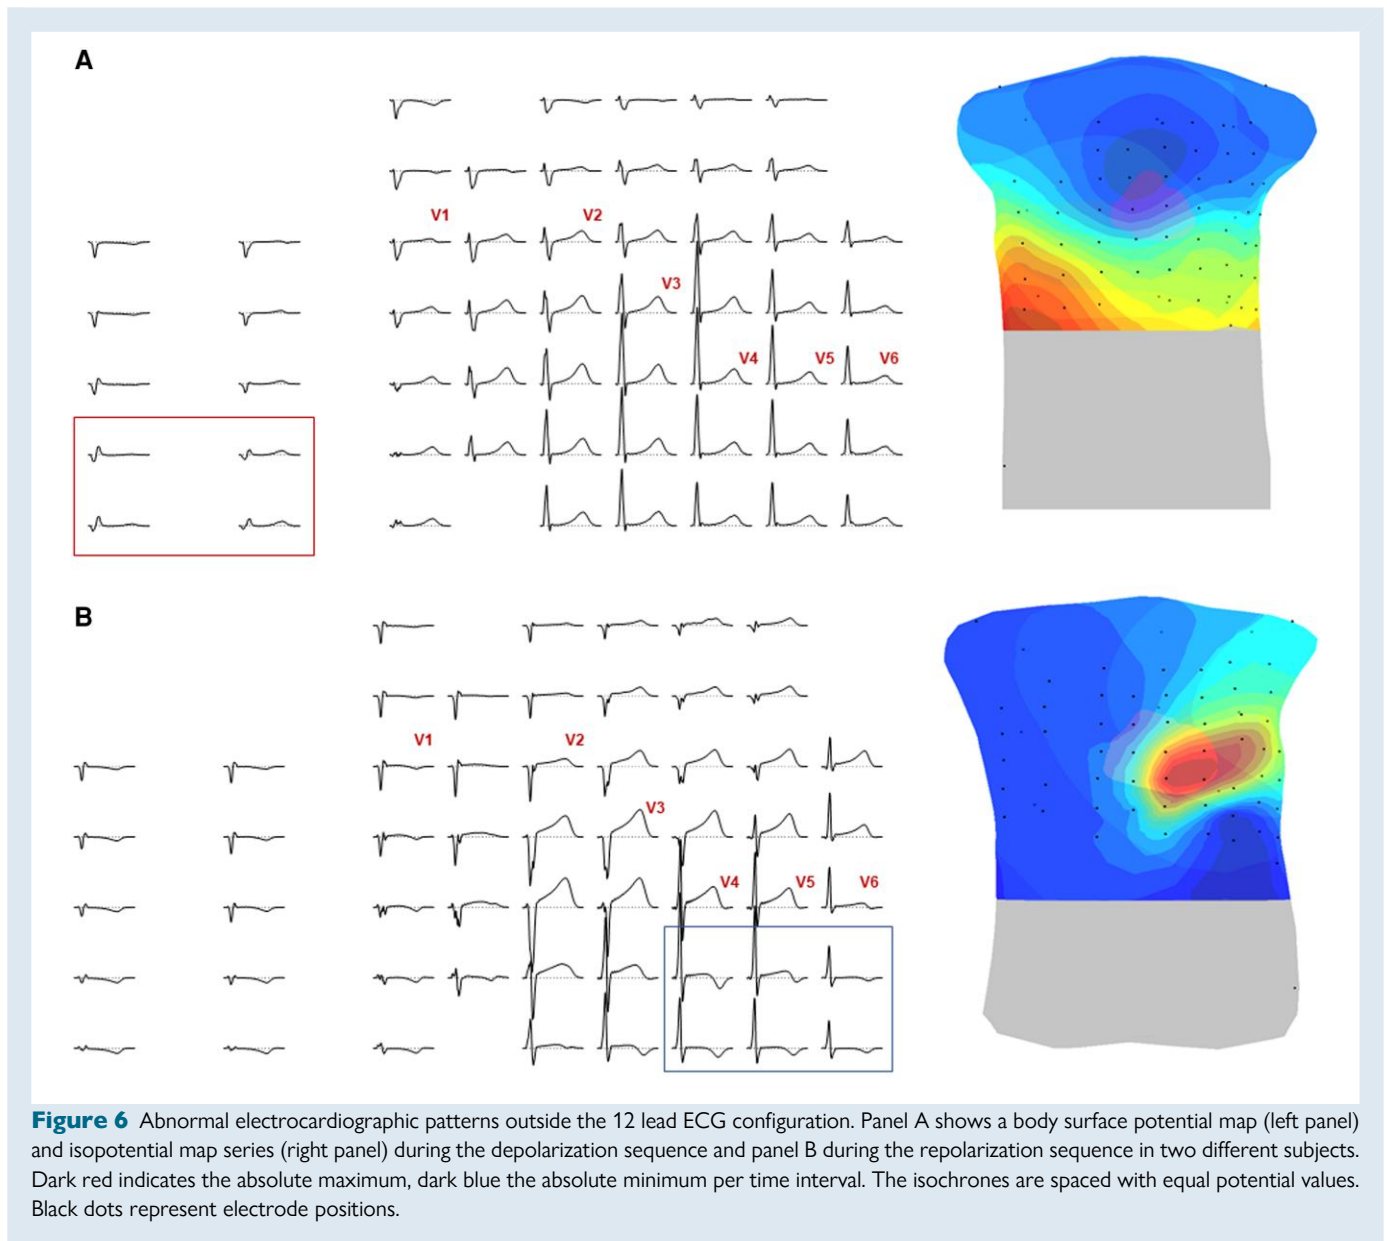 A
V1 V2
V3
V4 V5 V6
B
V1 V2
V3
V4 V5 V6
Figure 6 Abnormal electrocardiographic patterns outside the 12 lead ECG configuration. Panel A shows a body surface potential map (left panel)
and isopotential map series (right panel) during the depolarization sequence and panel B during the repolarization sequence in two different subjects.
Dark red indicates the absolute maximum, dark blue the absolute minimum per time interval. The isochrones are spaced with equal potential values.
Black dots represent electrode positions.